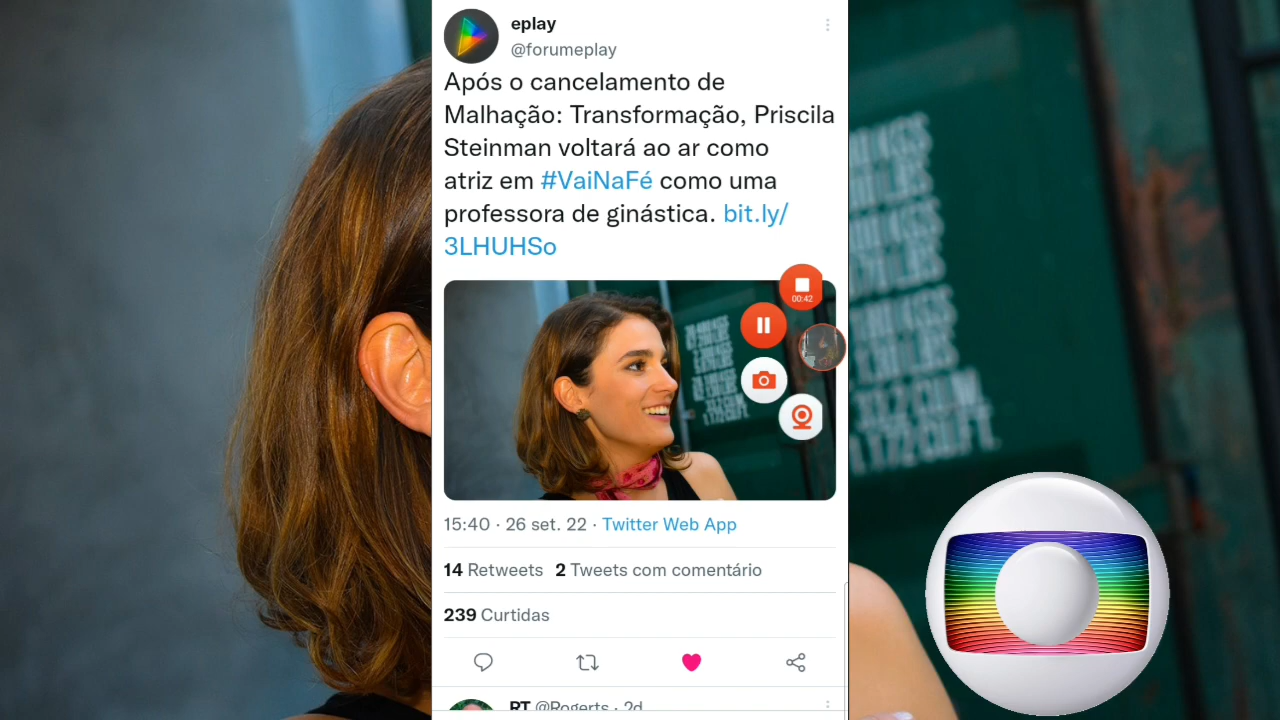 eplay
@forumeplay
Após o cancelamento de
Malhação: Transformação, Priscila
Steinman voltará ao ar como
atriz em #VaiNaFé como uma
professora de ginástica. bit.ly/
3LHUHSo
00:42
15:40 · 26 set. 22 · Twitter Web App
14 Retweets 2 Tweets com comentário
239 Curtidas
RT @Rogerts · 2d